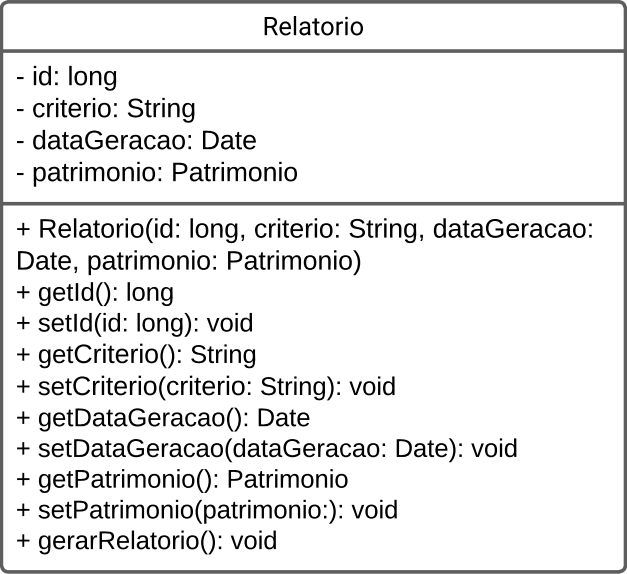 Relatorio
- id: long
- criterio: String
- dataGeracao: Date
- patrimonio: Patrimonio
+ Relatorio(id: long, criterio: String, dataGeracao:
Date, patrimonio: Patrimonio)
+ getId(): long
+ setId(id: long): void
+ getCriterio(): String
+ setCriterio(criterio: String): void
+ getDataGeracao(): Date
+ setDataGeracao(dataGeracao: Date): void
+ getPatrimonio(): Patrimonio
+ setPatrimonio(patrimonio:): void
+ gerarRelatorio(): void